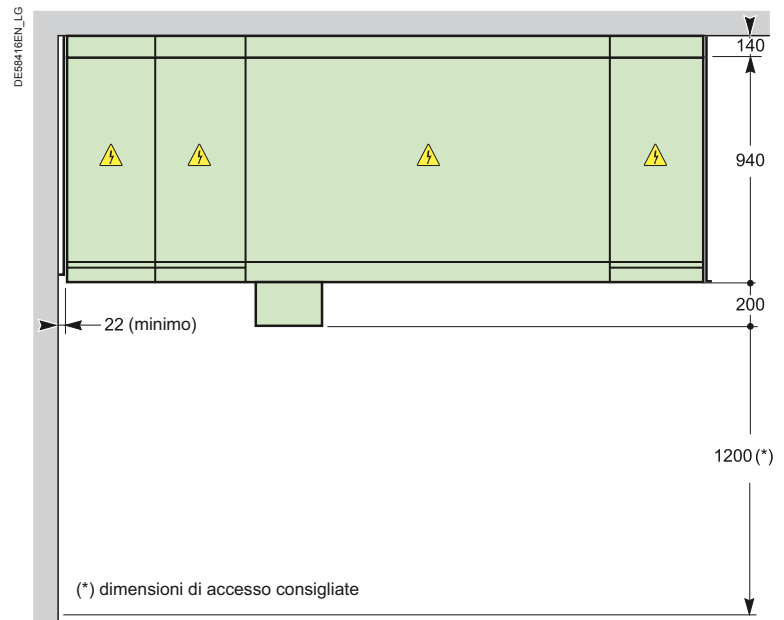 DE58416EN_LG
140
940
200
22 (minimo)
1200 (*)
(*) dimensioni di accesso consigliate